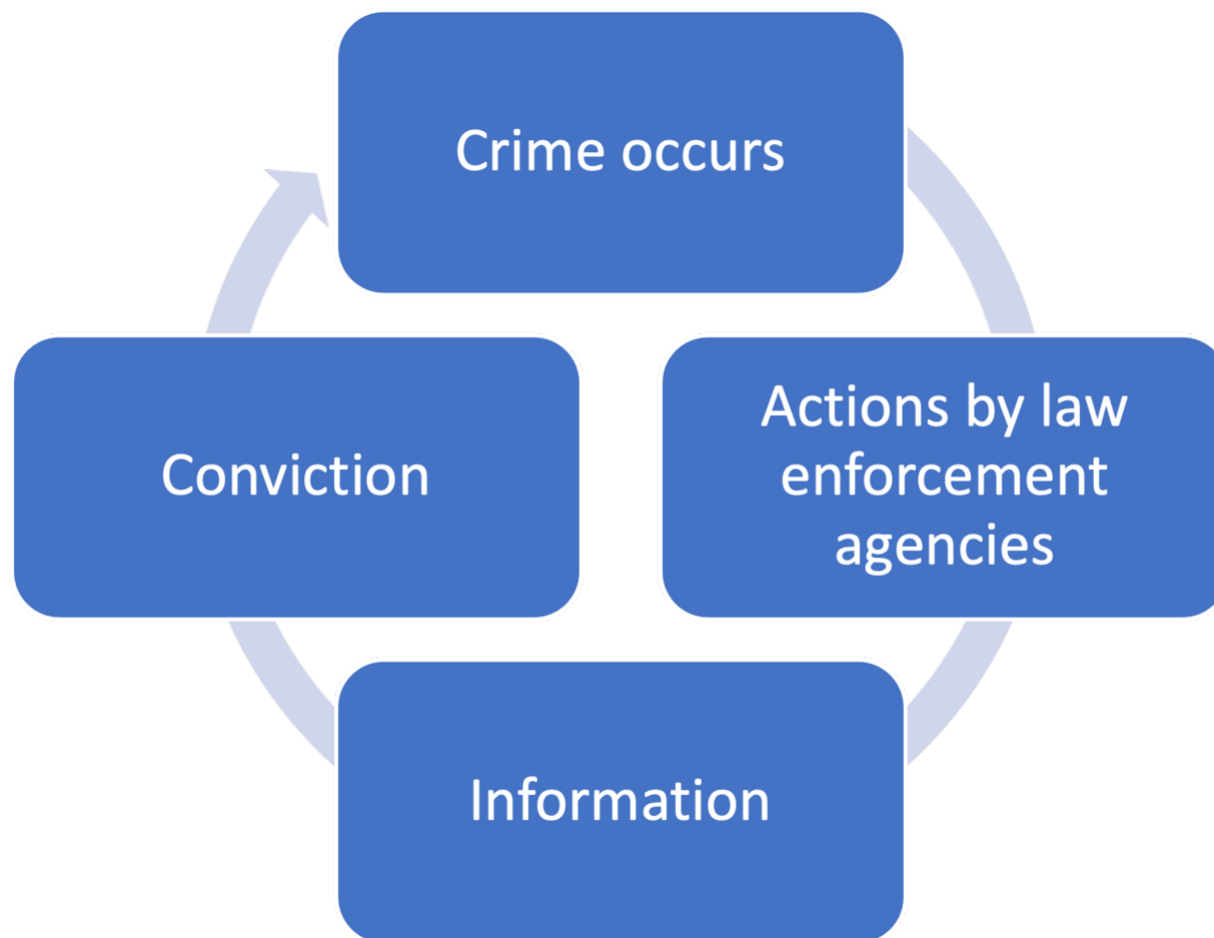 Crime occurs
Actions by law
enforcement
agencies
Information
Conviction